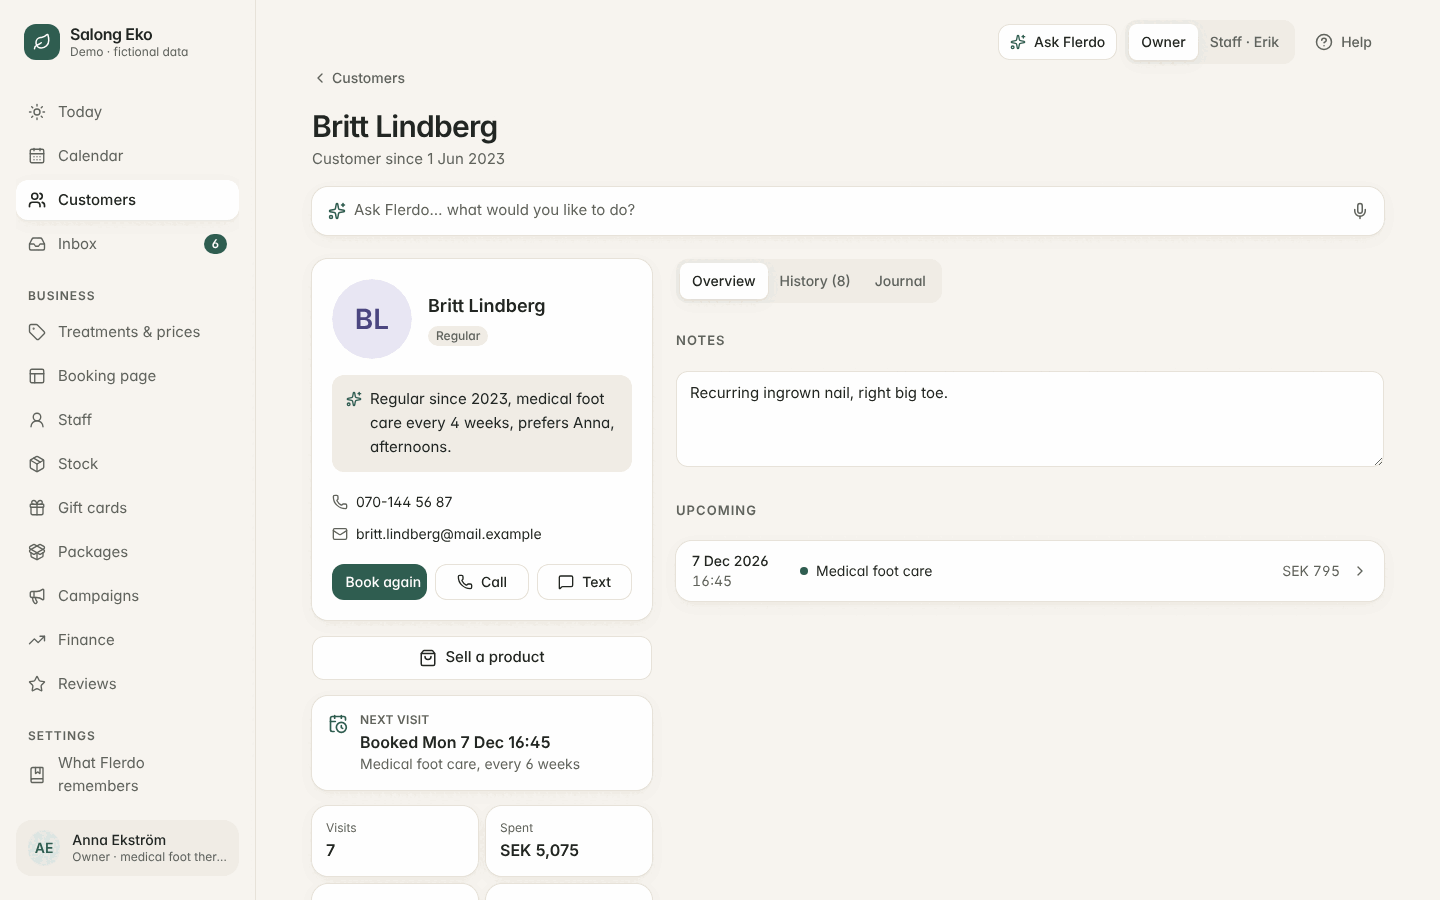 Salong Eko
Demo · fictional data
Today
Calendar
Customers
Inbox
6
BUSINESS
Treatments & prices
Booking page
Staff
Stock
Gift cards
Packages
Campaigns
Finance
Reviews
SETTINGS
What Flerdo
remembers
AE
Anna Ekström
Owner · medical foot ther...
Ask Flerdo
Owner
Staff · Erik
Help
Customers
Britt Lindberg
Customer since 1 Jun 2023
Ask Flerdo... what would you like to do?
BL
Britt Lindberg
Regular
Regular since 2023, medical foot
care every 4 weeks, prefers Anna,
afternoons.
070-144 56 87
britt.lindberg@mail.example
Book again
Call
Text
Sell a product
NEXT VISIT
Booked Mon 7 Dec 16:45
Medical foot care, every 6 weeks
Visits
7
Spent
SEK 5,075
Overview
History (8)
Journal
NOTES
Recurring ingrown nail, right big toe.
UPCOMING
7 Dec 2026
16:45
Medical foot care
SEK 795